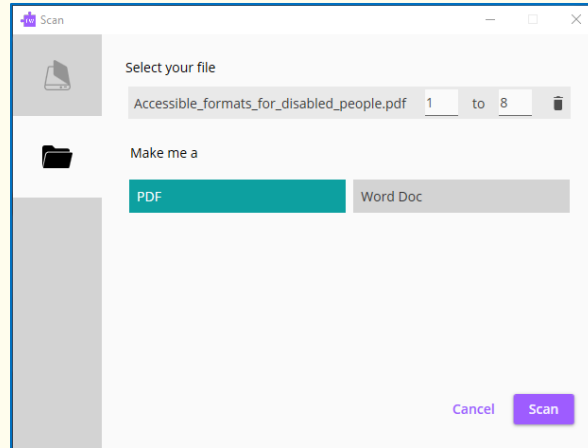 Scan
Select your file
Accessible_formats_for_disabled_people.pdf 1 to 8
Make me a
PDF Word Doc
Cancel Scan